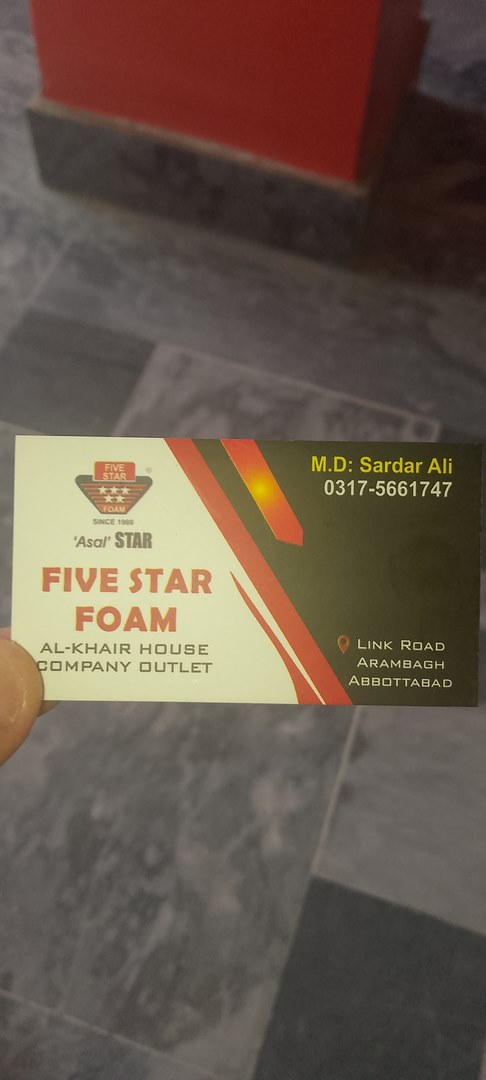 FIVE
STAR
®
FOAM
SINCE 1980
'Asal' STAR
FIVE STAR
FOAM
AL-KHAIR HOUSE
COMPANY OUTLET
M.D: Sardar Ali
0317-5661747
LINK ROAD
ARAMBAGH
ABBOTTABAD